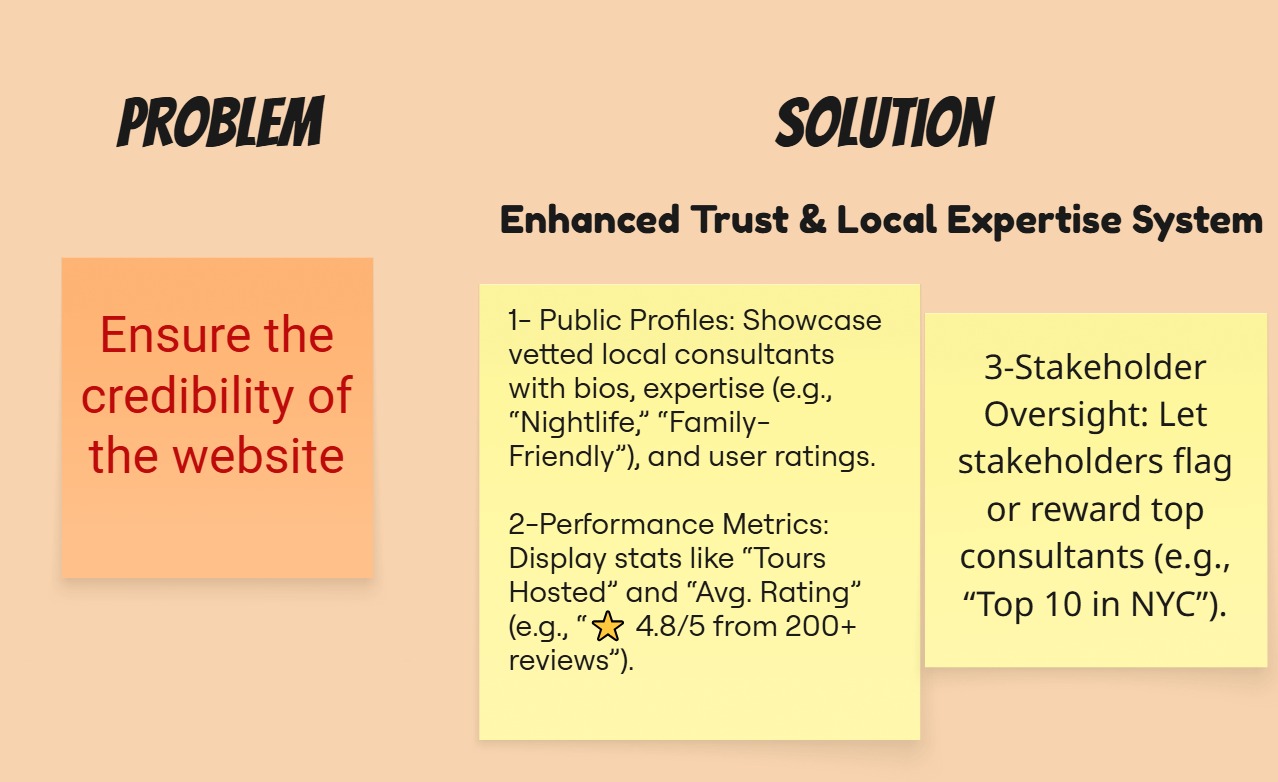 PROBLEM
SOLUTION
Enhanced Trust & Local Expertise System
Ensure the
credibility of
the website
1- Public Profiles: Showcase
vetted local consultants
with bios, expertise (e.g.,
“Nightlife,” “Family-
Friendly”), and user ratings.
2-Performance Metrics:
Display stats like “Tours
Hosted” and “Avg. Rating”
(e.g., “⭐ 4.8/5 from 200+
reviews”).
3-Stakeholder
Oversight: Let
stakeholders flag
or reward top
consultants (e.g.,
“Top 10 in NYC”).